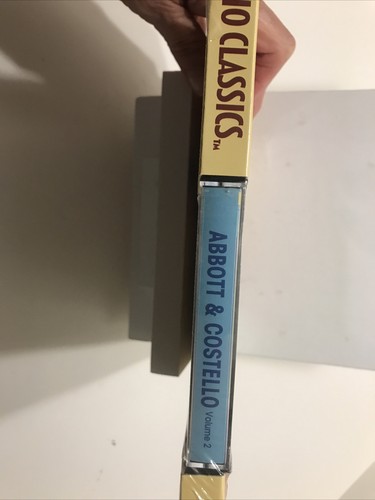 IO CLASSICS™
ABBOTT & COSTELLO Volume 2